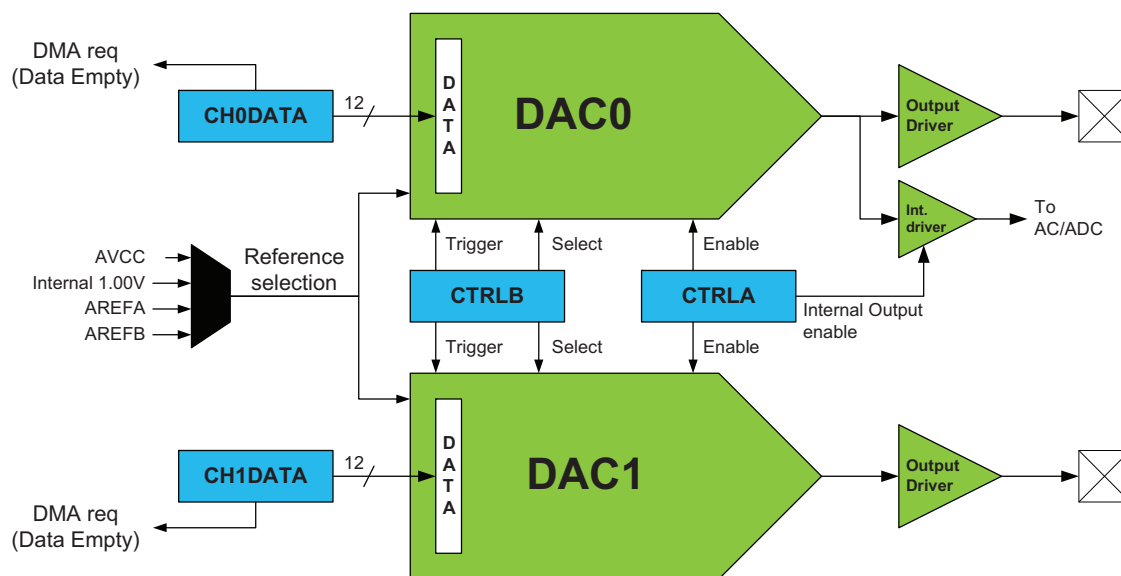 DMA req
(Data Empty)
CH0DATA
12
DATA
DAC0
Output
Driver
Int.
driver
To
AC/ADC
AVCC
Internal 1.00V
AREFA
AREFB
Reference
selection
Trigger
Select
Enable
CTRLB
CTRLA
Internal Output
enable
Trigger
Select
Enable
CH1DATA
12
DATA
DAC1
Output
Driver
DMA req
(Data Empty)